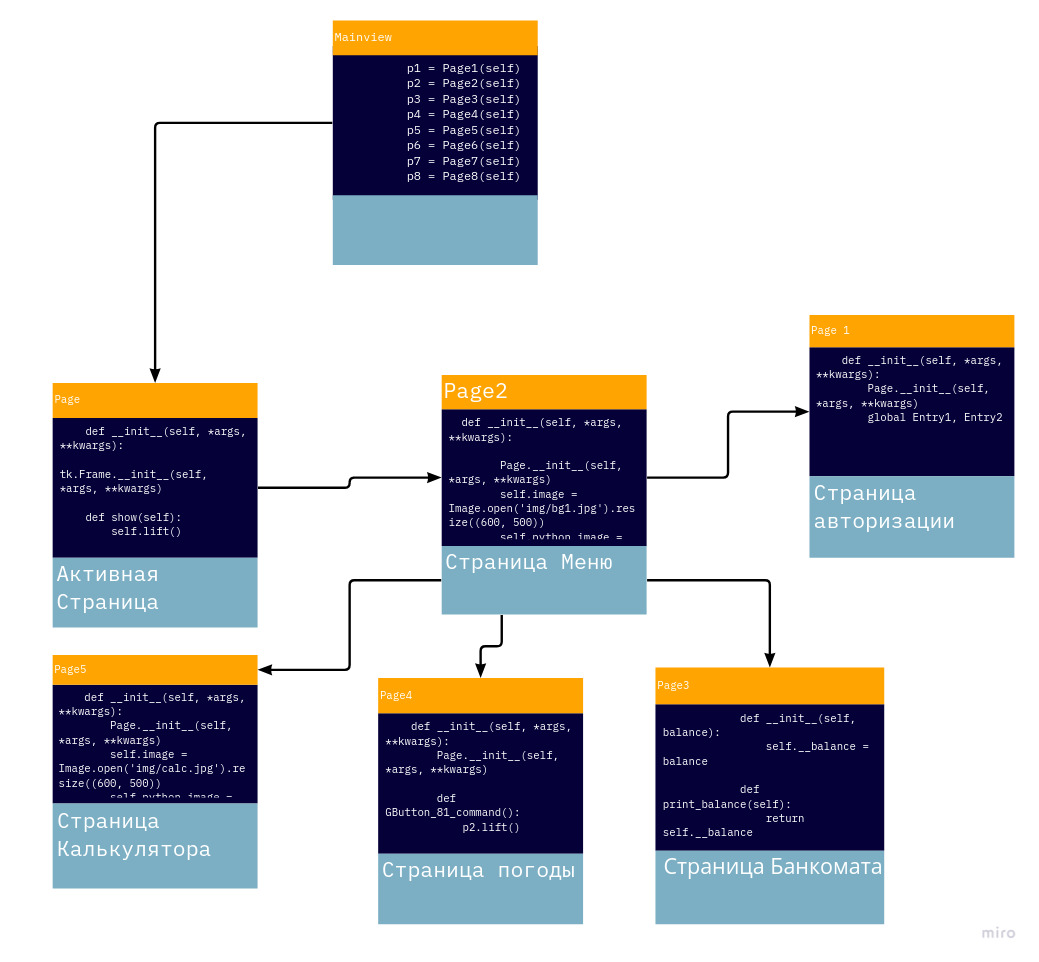 Mainview
p1 = Page1(self)
p2 = Page2(self)
p3 = Page3(self)
p4 = Page4(self)
p5 = Page5(self)
p6 = Page6(self)
p7 = Page7(self)
p8 = Page8(self)
Page
def __init__(self, *args,
**kwargs):
tk.Frame.__init__(self,
*args, **kwargs)
def show(self):
self.lift()
Активная
Страница
Page2
def __init__(self, *args,
**kwargs):
Page.__init__(self,
*args, **kwargs)
self.image =
Image.open('img/bg1.jpg').res
ize((600, 500))
self.python_image =
Страница Меню
Page 1
def __init__(self, *args,
**kwargs):
Page.__init__(self,
*args, **kwargs)
global Entry1, Entry2
Страница
авторизации
Page5
def __init__(self, *args,
**kwargs):
Page.__init__(self,
*args, **kwargs)
self.image =
Image.open('img/calc.jpg').re
size((600, 500))
self.python_image =
Страница
Калькулятора
Page4
def __init__(self, *args,
**kwargs):
Page.__init__(self,
*args, **kwargs)
def
GButton_81_command():
p2.lift()
Страница погоды
Page3
def __init__(self,
balance):
self.__balance =
balance
def
print_balance(self):
return
self.__balance
Страница Банкомата
miro